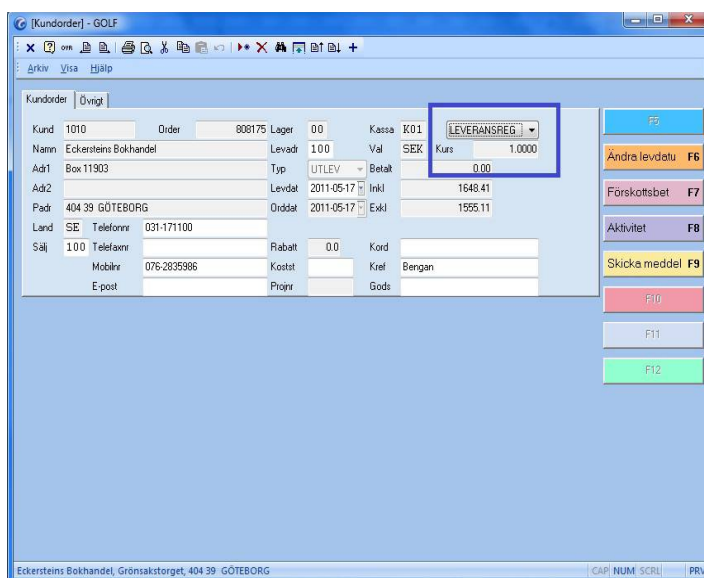 [Kundorder] - GOLF
Arkiv Visa Hjälp
Kundorder Övrigt
Kund 1010 Order 808175 Lager 00 Kassa K01 LEVERANSREG
Namn Eckersteins Bokhandel Levadr 100 Val SEK Kurs 1.0000
Adr1 Box 11903 Typ UTLEV Betalt 0.00
Adr2 Levdat 2011-05-17 Inkl 1648.41
Padr 404 39 GÖTEBORG Orddat 2011-05-17 Exkl 1555.11
Land SE Telefonnr 031-171100
Sälj 100 Telefaxnr Rabatt 0.0 Kord
Mobilnr 076-2835986 Kostst Kref Bengan
E-post Projnr Gods
F5
Ändra levdatu F6
Förskottsbet F7
Aktivitet F8
Skicka meddel F9
F10
F11
F12
Eckersteins Bokhandel, Grönsakstorget, 404 39 GÖTEBORG CAP NUM SCRL PRV